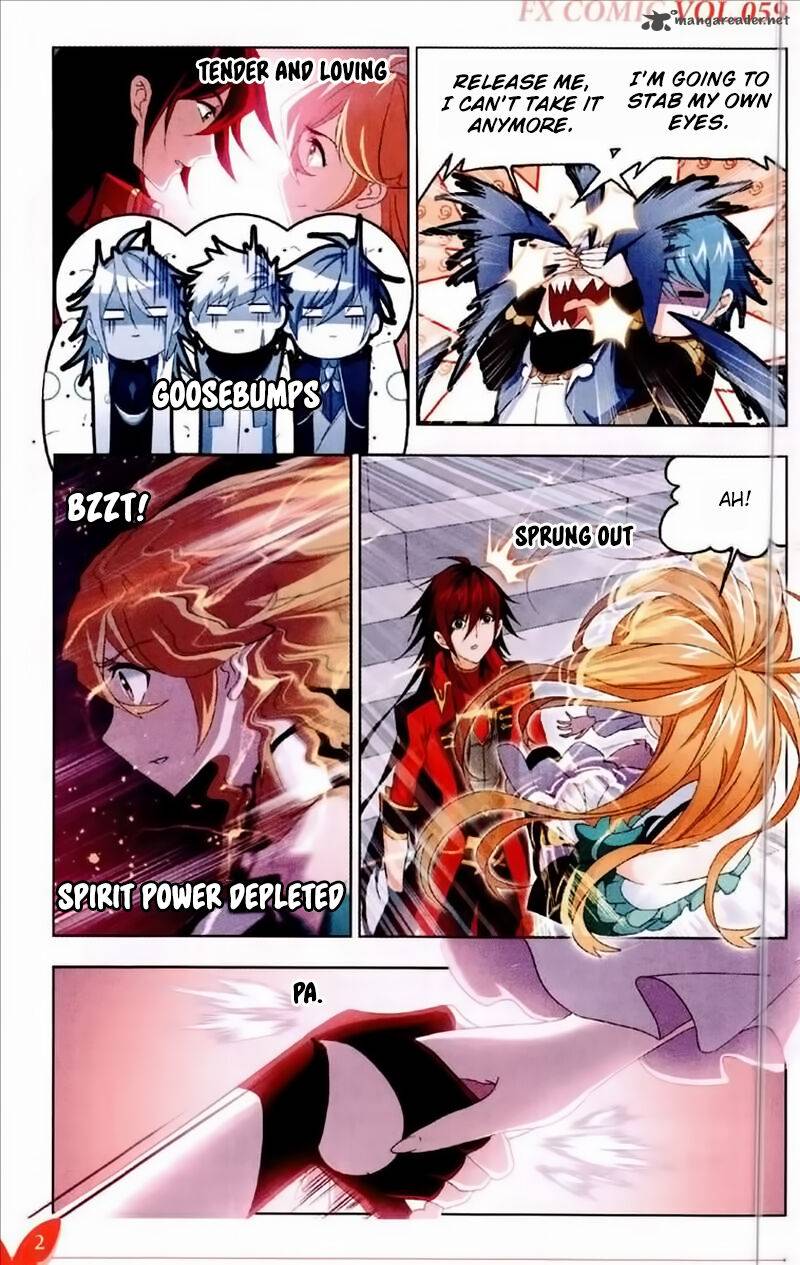 FX COMIC VOL.059
mangareader.net
TENDER AND LOVING
RELEASE ME,
I CAN'T TAKE IT
ANYMORE.
I'M GOING TO
STAB MY OWN
EYES.
GOOSEBUMPS
BZZT!
SPIRIT POWER DEPLETED
SPRUNG OUT
AH!
PA.
2